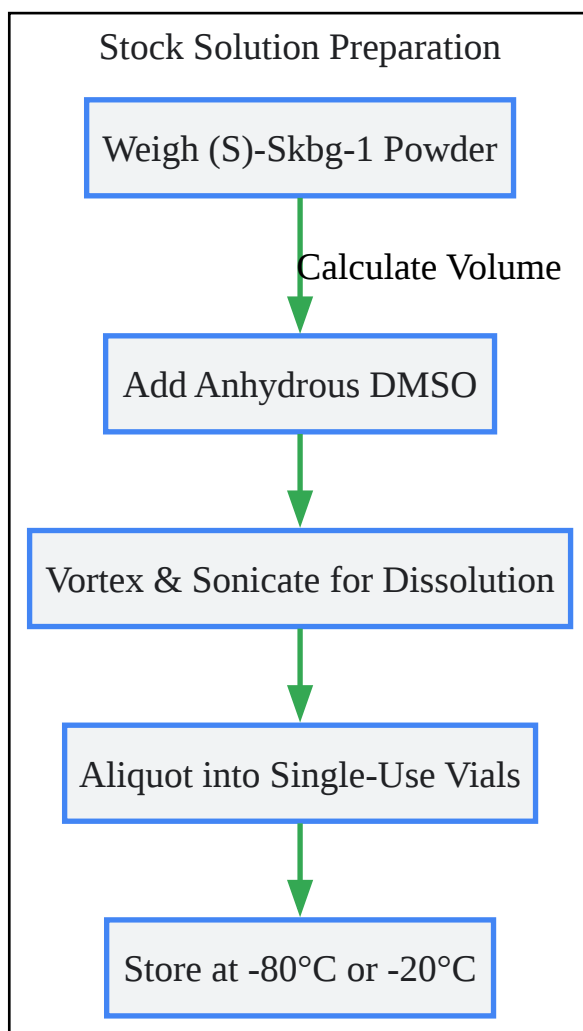 Stock Solution Preparation
Weigh (S)-Skbg-1 Powder
Calculate Volume
Add Anhydrous DMSO
Vortex & Sonicate for Dissolution
Aliquot into Single-Use Vials
Store at -80°C or -20°C